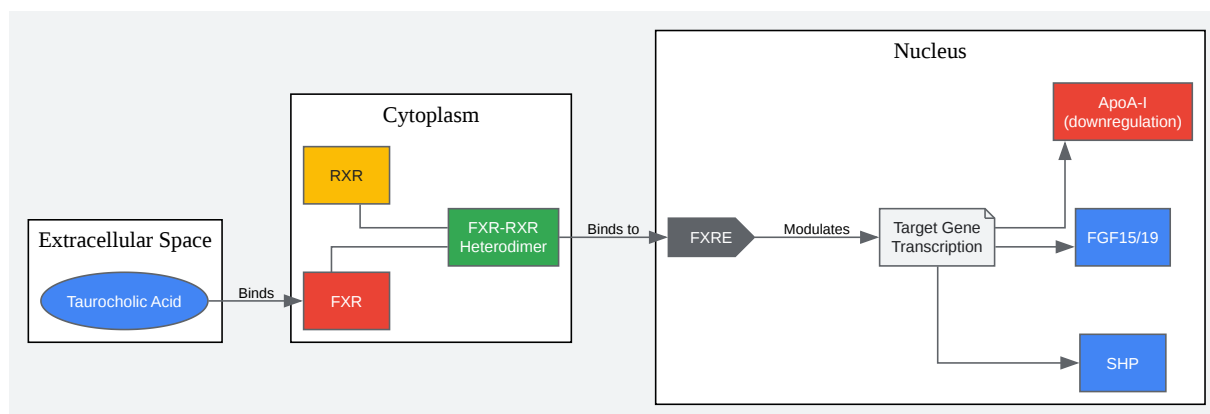 Extracellular Space
Taurocholic Acid
Binds
Cytoplasm
RXR
FXR
FXR-RXR
Heterodimer
Binds to
Nucleus
FXRE
Modulates
Target Gene
Transcription
ApoA-I
(downregulation)
FGF15/19
SHP